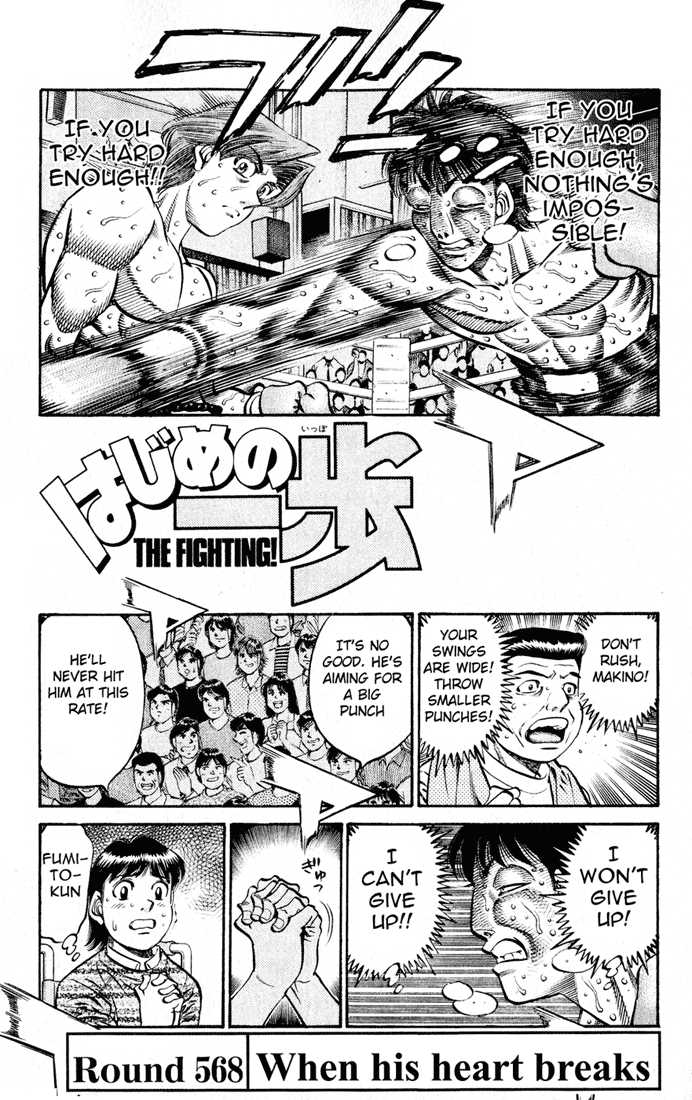 ブンッ
IF YOU
TRY HARD
ENOUGH,
NOTHING'S
IMPOS-
SIBLE!
IF YOU
TRY HARD
ENOUGH!!
はじめの一歩
いっぽ
THE FIGHTING!
DON'T
RUSH,
MAKINO!
YOUR
SWINGS
ARE WIDE!
THROW
SMALLER
PUNCHES!
IT'S NO
GOOD. HE'S
AIMING FOR
A BIG
PUNCH
HE'LL
NEVER HIT
HIM AT THIS
RATE!
I
WON'T
GIVE
UP!
I
CAN'T
GIVE
UP!!
ぎゅっ
FUMI-
TO-
KUN
Round 568
When his heart breaks